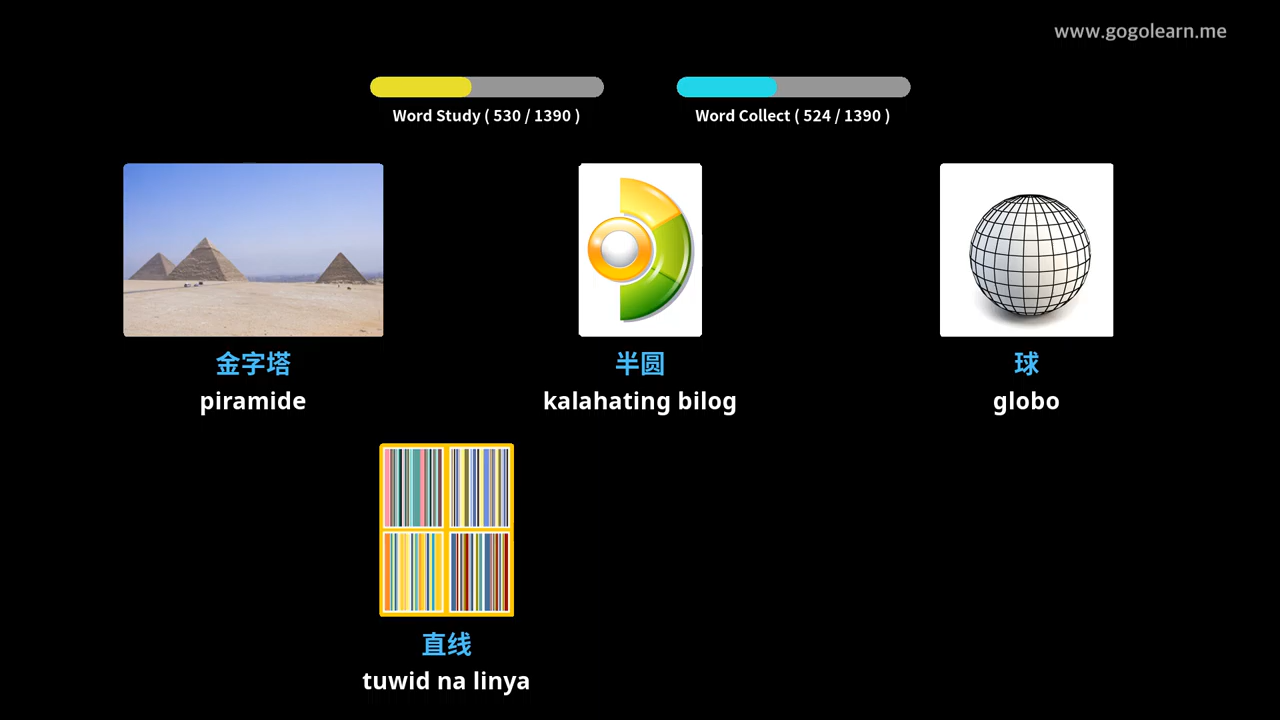 www.gogolearn.me
Word Study ( 530 / 1390 )
Word Collect ( 524 / 1390 )
金字塔
piramide
半圆
kalahating bilog
球
globo
直线
tuwid na linya